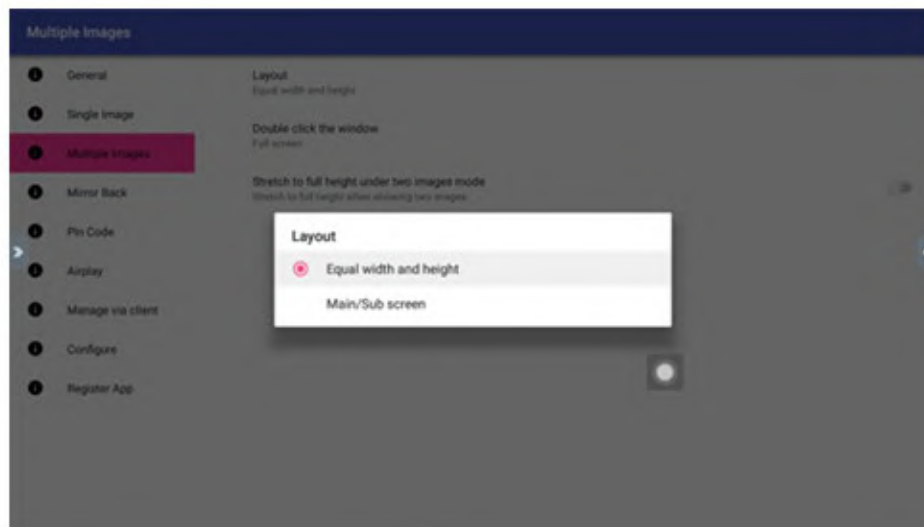 Multiple Images
General
Single Image
Multiple Images
Mirror Back
Pin Code
Airplay
Manage via client
Configure
Register App
Layout
Equal width and height
Double click the window
Full screen
Stretch to full height under two images mode
Stretch to full height when showing two images
Layout
Equal width and height
Main/Sub screen